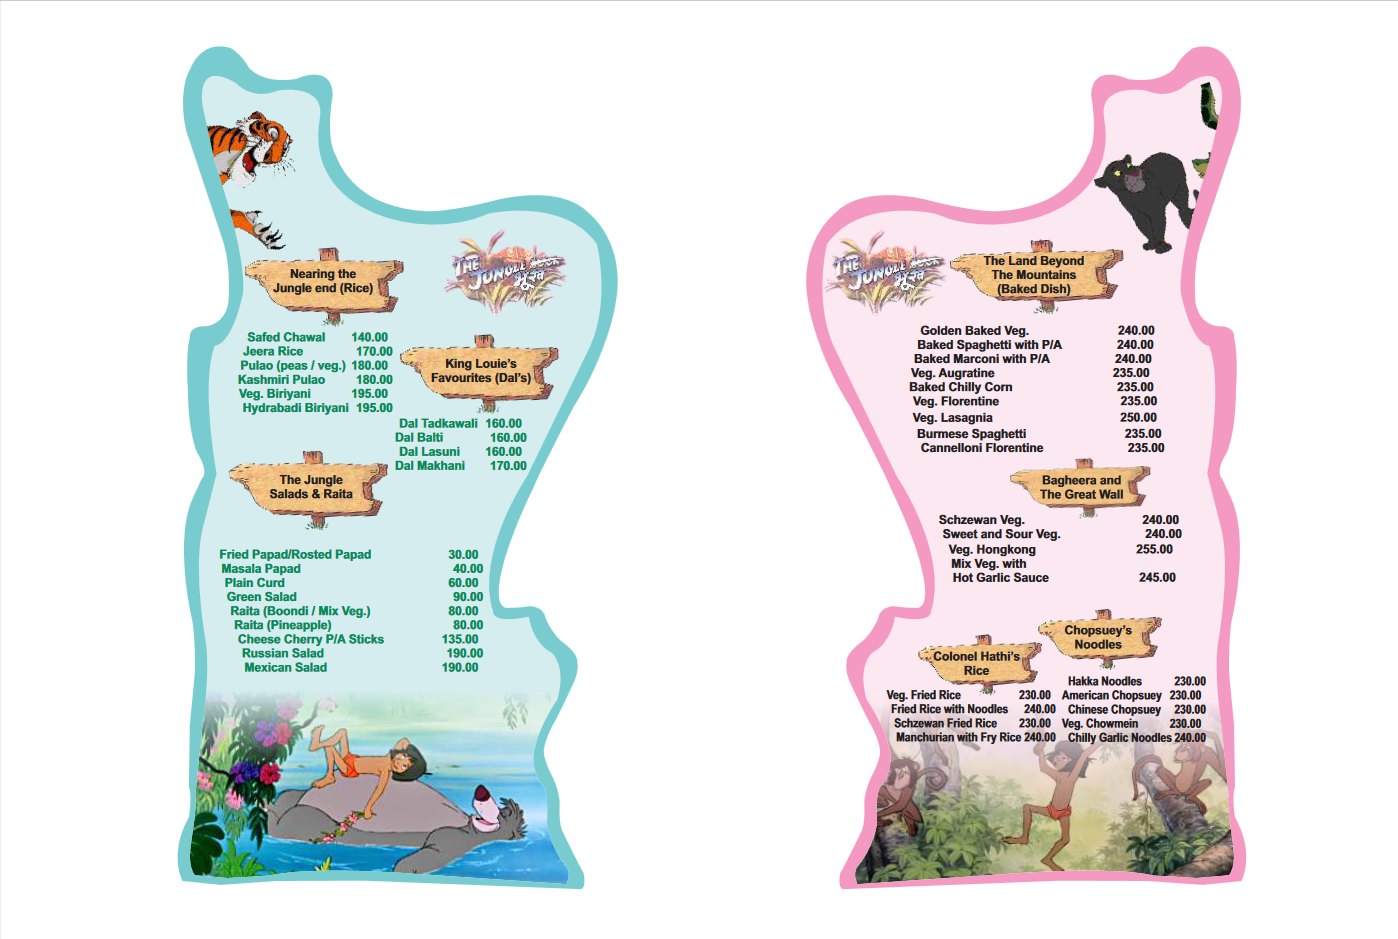 Nearing the
Jungle end (Rice)
THE
JUNGLE BOOK
Safed Chawal 140.00
Jeera Rice 170.00
Pulao (peas / veg.) 180.00
Kashmiri Pulao 180.00
Veg. Biriyani 195.00
Hydrabadi Biriyani 195.00
King Louie's
Favourites (Dal's)
Dal Tadkawali 160.00
Dal Balti 160.00
Dal Lasuni 160.00
Dal Makhani 170.00
The Jungle
Salads & Raita
Fried Papad/Rosted Papad 30.00
Masala Papad 40.00
Plain Curd 60.00
Green Salad 90.00
Raita (Boondi / Mix Veg.) 80.00
Raita (Pineapple) 80.00
Cheese Cherry P/A Sticks 135.00
Russian Salad 190.00
Mexican Salad 190.00
THE
JUNGLE BOOK
The Land Beyond
The Mountains
(Baked Dish)
Golden Baked Veg. 240.00
Baked Spaghetti with P/A 240.00
Baked Marconi with P/A 240.00
Veg. Augratine 235.00
Baked Chilly Corn 235.00
Veg. Florentine 235.00
Veg. Lasagnia 250.00
Burmese Spaghetti 235.00
Cannelloni Florentine 235.00
Bagheera and
The Great Wall
Schzewan Veg. 240.00
Sweet and Sour Veg. 240.00
Veg. Hongkong 255.00
Mix Veg. with
Hot Garlic Sauce 245.00
Colonel Hathi's
Rice
Veg. Fried Rice 230.00
Fried Rice with Noodles 240.00
Schzewan Fried Rice 230.00
Manchurian with Fry Rice 240.00
Chopsuey's
Noodles
Hakka Noodles 230.00
American Chopsuey 230.00
Chinese Chopsuey 230.00
Veg. Chowmein 230.00
Chilly Garlic Noodles 240.00